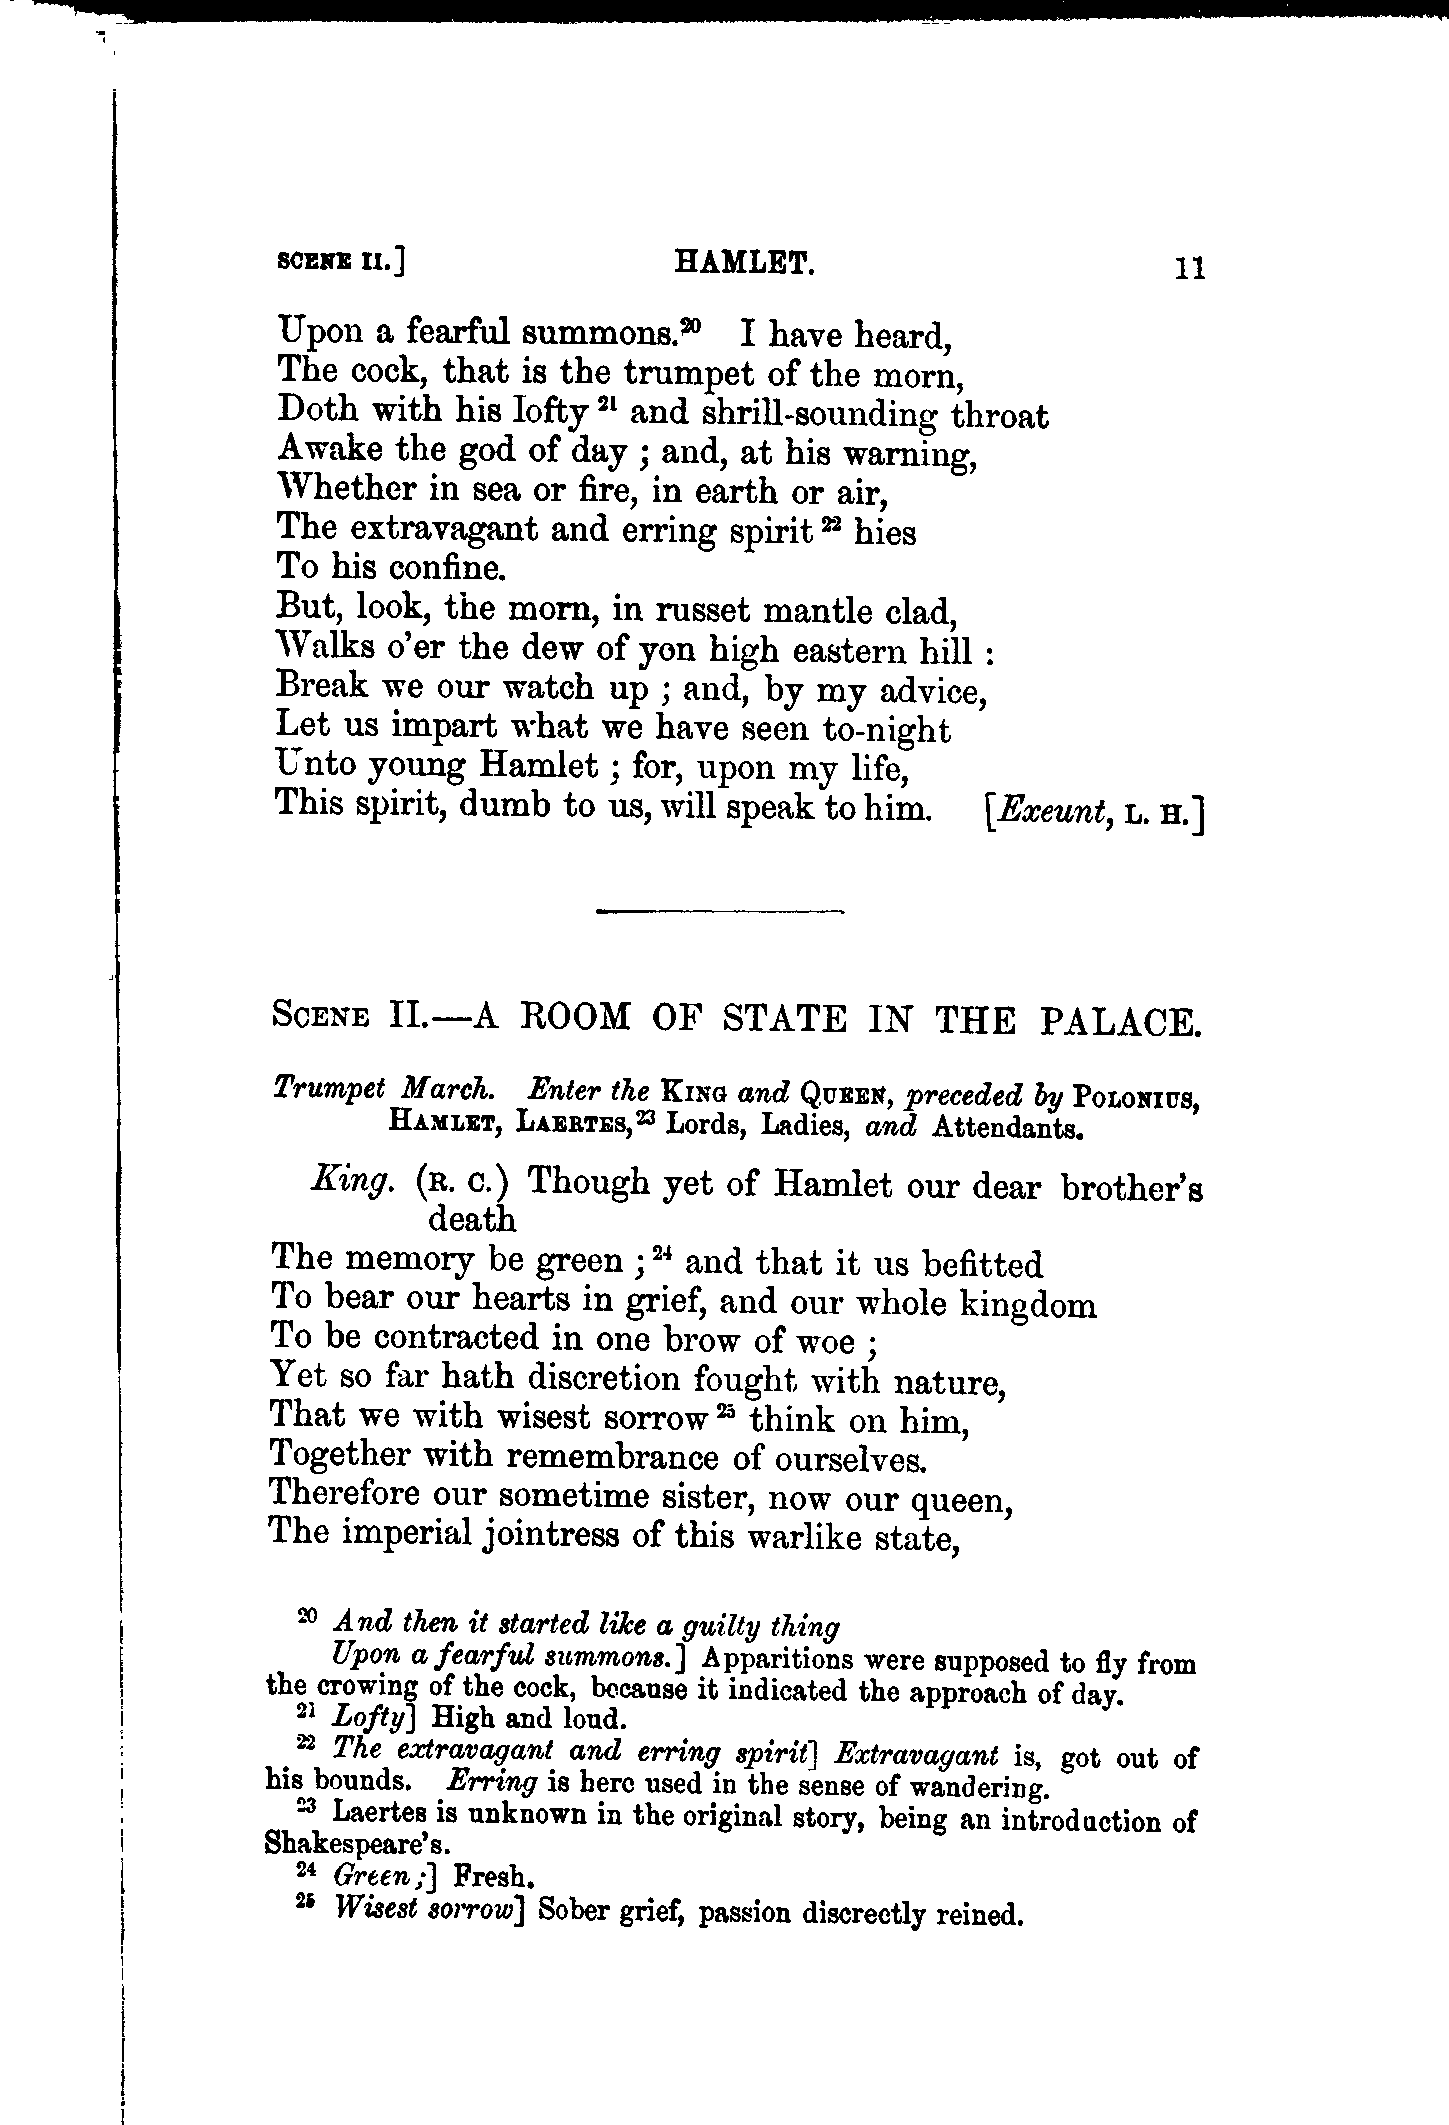 SCENE II.] HAMLET. 11
Upon a fearful summons.²⁰ I have heard,
The cock, that is the trumpet of the morn,
Doth with his lofty ²¹ and shrill-sounding throat
Awake the god of day ; and, at his warning,
Whether in sea or fire, in earth or air,
The extravagant and erring spirit ²² hies
To his confine.
But, look, the morn, in russet mantle clad,
Walks o'er the dew of yon high eastern hill :
Break we our watch up ; and, by my advice,
Let us impart what we have seen to-night
Unto young Hamlet ; for, upon my life,
This spirit, dumb to us, will speak to him. [Exeunt, L. H.]
SCENE II.—A ROOM OF STATE IN THE PALACE.
Trumpet March. Enter the KING and QUEEN, preceded by POLONIUS,
HAMLET, LAERTES,²³ Lords, Ladies, and Attendants.
King. (R. C.) Though yet of Hamlet our dear brother's
death
The memory be green ; ²⁴ and that it us befitted
To bear our hearts in grief, and our whole kingdom
To be contracted in one brow of woe ;
Yet so far hath discretion fought with nature,
That we with wisest sorrow ²⁵ think on him,
Together with remembrance of ourselves.
Therefore our sometime sister, now our queen,
The imperial jointress of this warlike state,
²⁰ And then it started like a guilty thing
Upon a fearful summons.] Apparitions were supposed to fly from
the crowing of the cock, because it indicated the approach of day.
²¹ Lofty] High and loud.
²² The extravagant and erring spirit] Extravagant is, got out of
his bounds. Erring is here used in the sense of wandering.
²³ Laertes is unknown in the original story, being an introduction of
Shakespeare's.
²⁴ Green ;] Fresh.
²⁵ Wisest sorrow] Sober grief, passion discreetly reined.